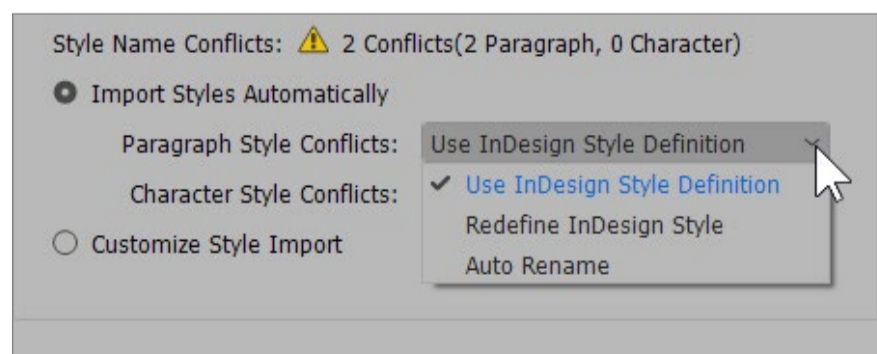 Style Name Conflicts: 2 Conflicts(2 Paragraph, 0 Character)
Import Styles Automatically
Paragraph Style Conflicts: Use InDesign Style Definition
Use InDesign Style Definition
Character Style Conflicts:
Redefine InDesign Style
Customize Style Import
Auto Rename